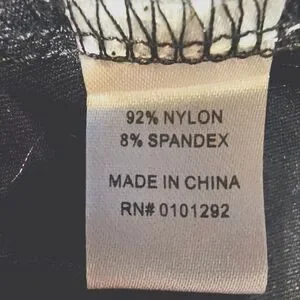 92% NYLON
8% SPANDEX
MADE IN CHINA
RN# 0101292